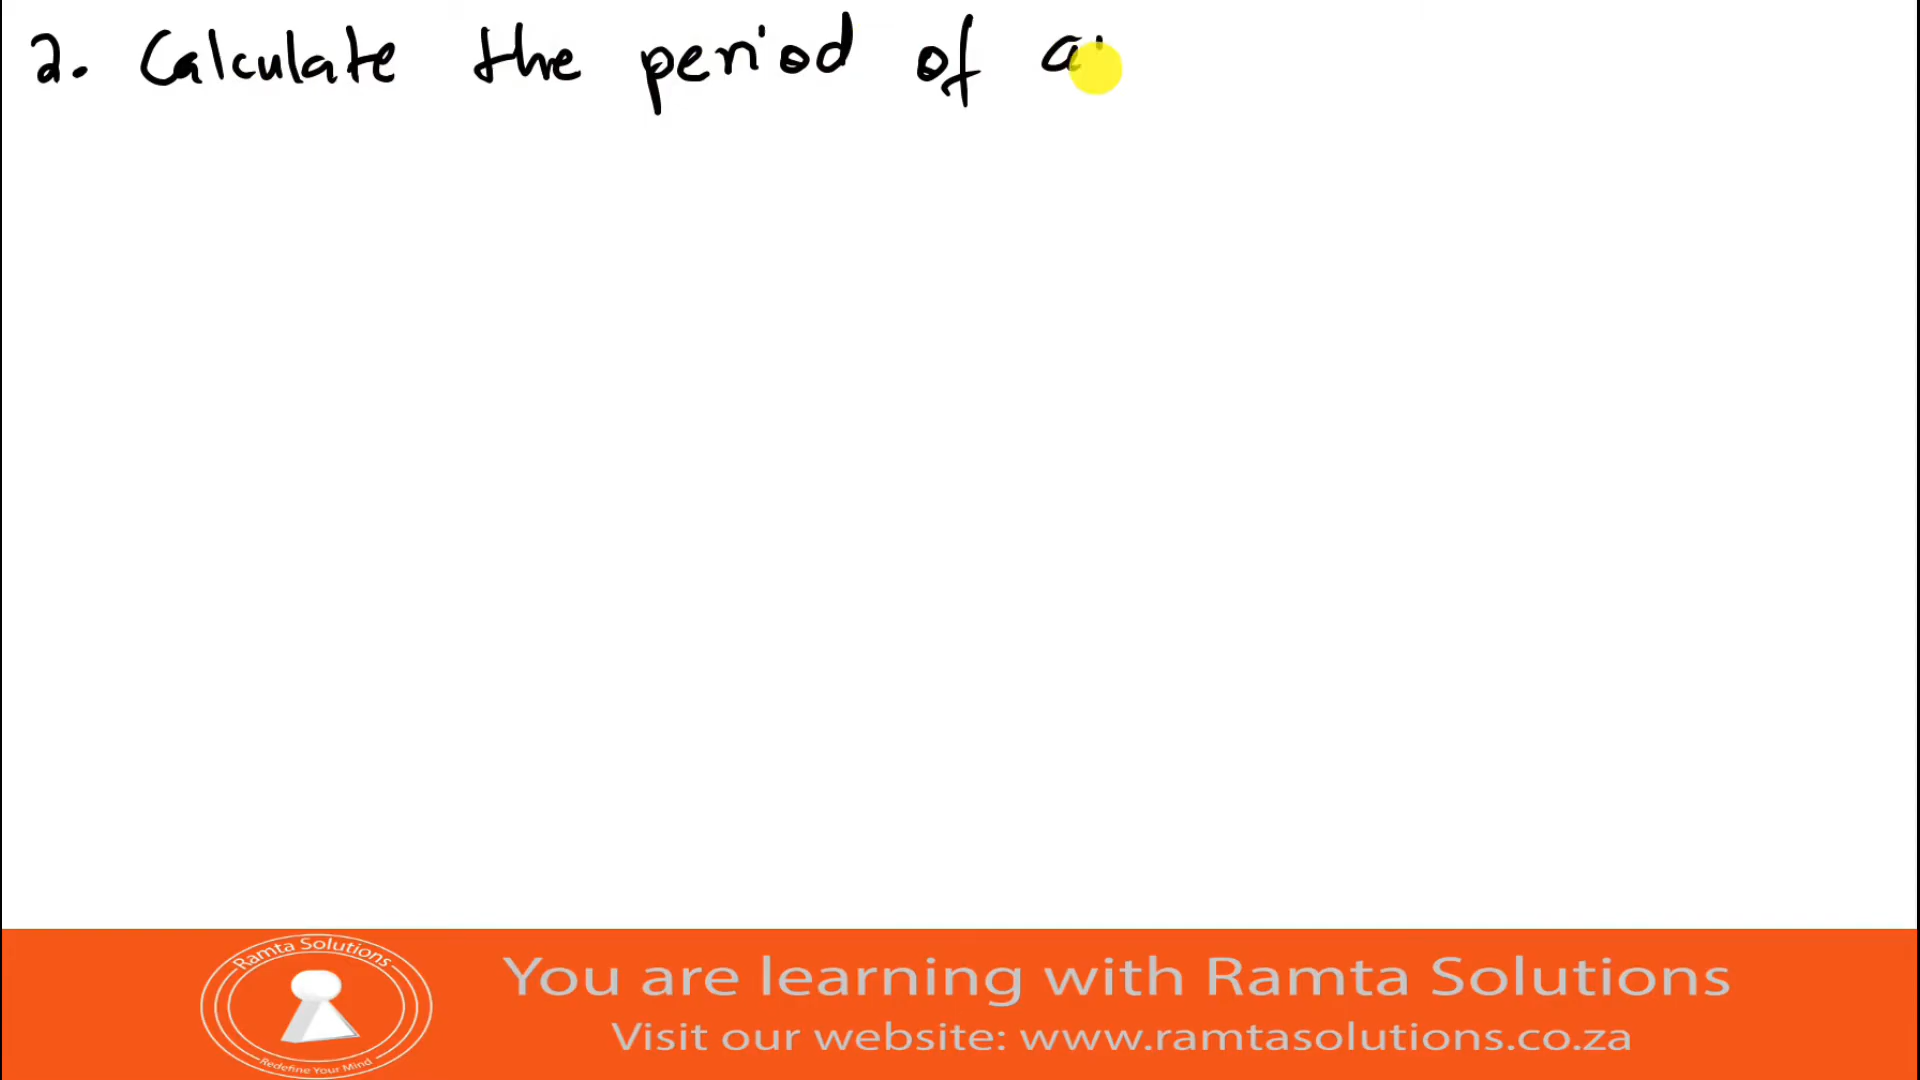 2. Calculate the period of
Ramta Solutions
Redefine Your Mind
You are learning with Ramta Solutions
Visit our website: www.ramtasolutions.co.za